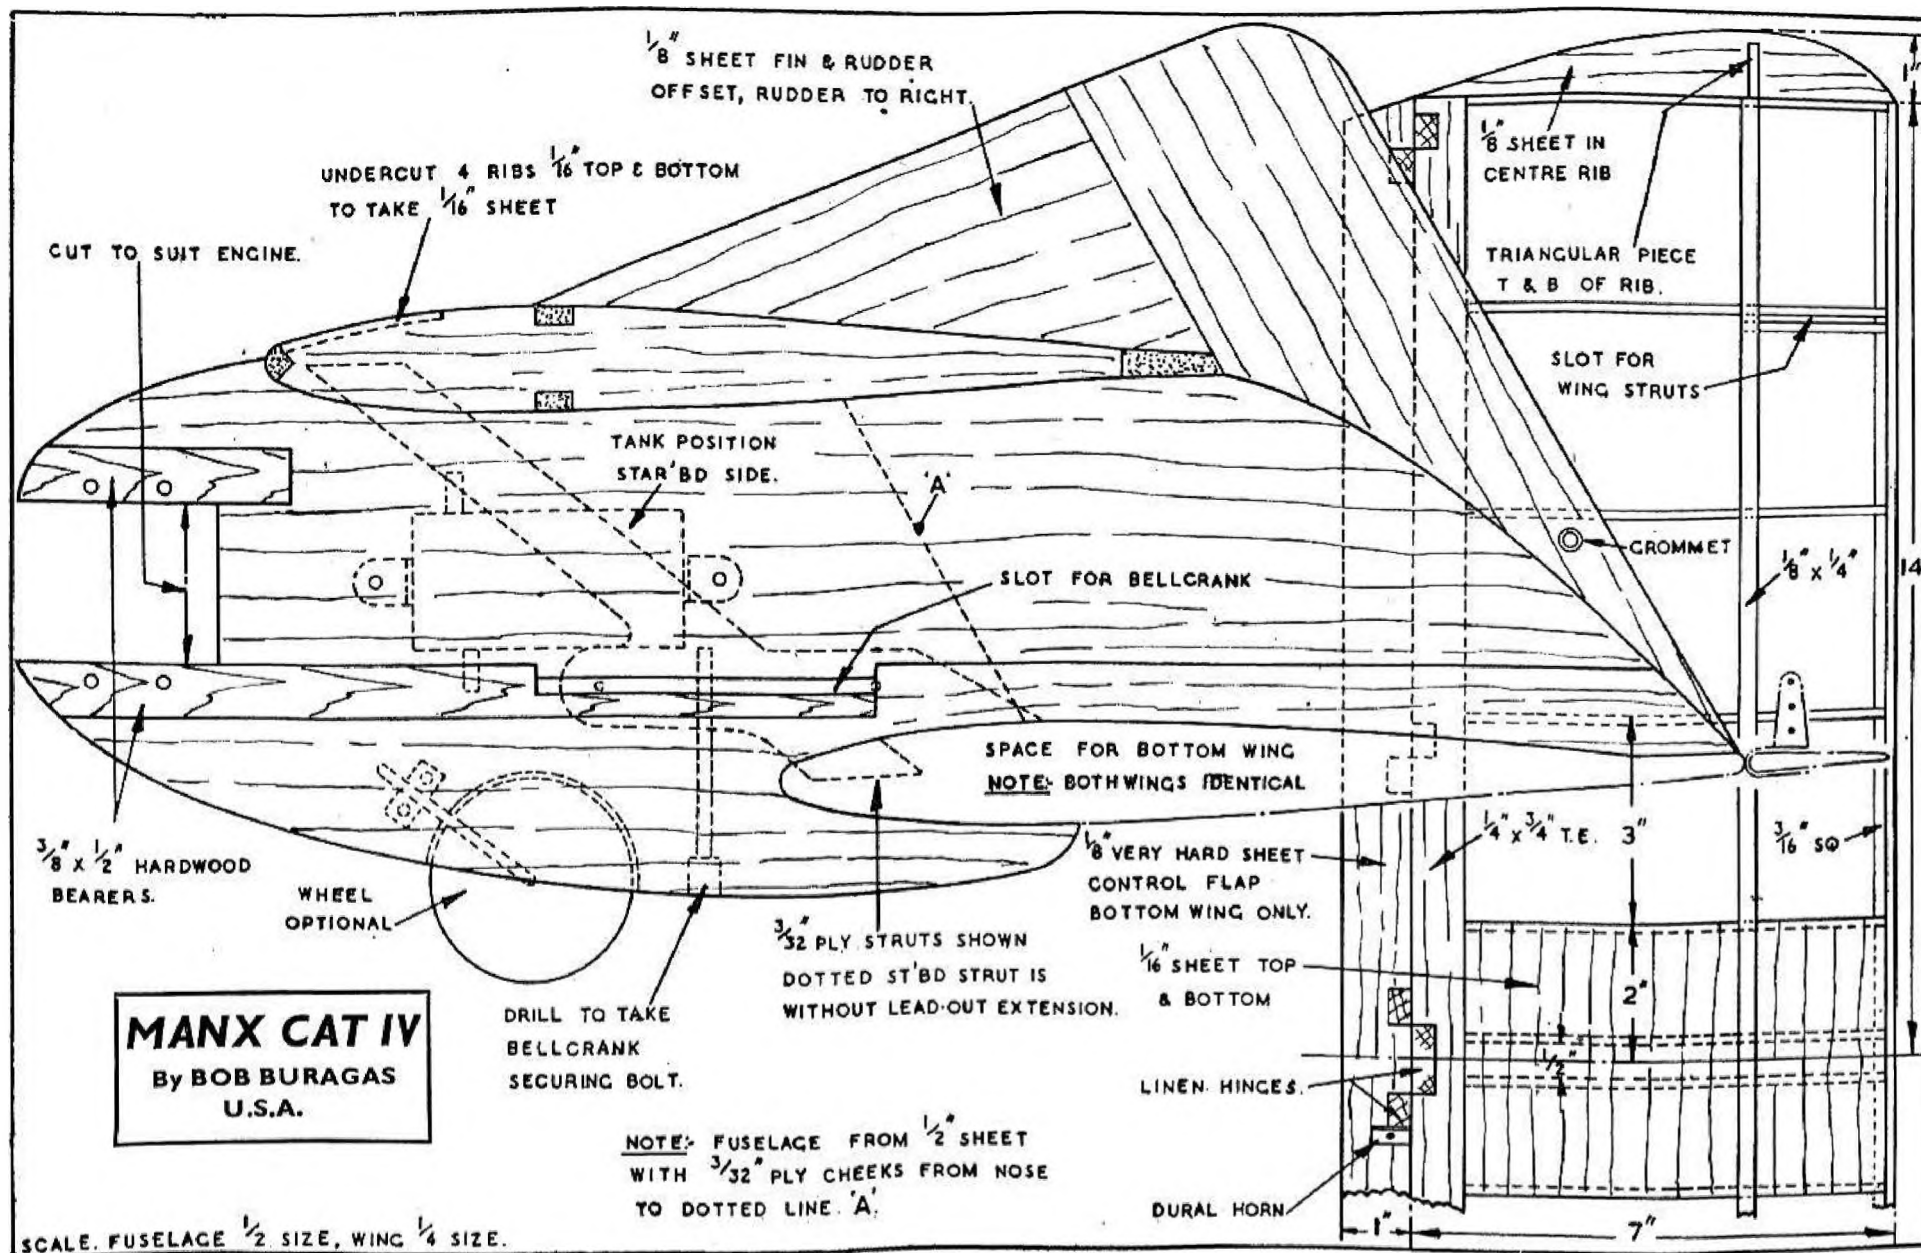 1/8" SHEET FIN & RUDDER
OFFSET, RUDDER TO RIGHT.
UNDERCUT 4 RIBS 1/16" TOP & BOTTOM
TO TAKE 1/16" SHEET
CUT TO SUIT ENGINE.
1"
1/8" SHEET IN
CENTRE RIB
TRIANGULAR PIECE
T & B OF RIB.
SLOT FOR
WING STRUTS
TANK POSITION
STAR'BD SIDE.
'A'
GROMMET
1/8" X 1/4"
14
SLOT FOR BELLCRANK
SPACE FOR BOTTOM WING
NOTE:- BOTH WINGS IDENTICAL
3/8" X 1/2" HARDWOOD
BEARERS.
WHEEL
OPTIONAL
1/8" VERY HARD SHEET
CONTROL FLAP
BOTTOM WING ONLY.
1/4" X 3/4" T.E.
3"
3/16" SQ
3/32" PLY STRUTS SHOWN
DOTTED ST'BD STRUT IS
WITHOUT LEAD-OUT EXTENSION.
1/16" SHEET TOP
& BOTTOM
2"
1/2"
DRILL TO TAKE
BELLCRANK
SECURING BOLT.
LINEN HINGES.
MANX CAT IV
By BOB BURAGAS
U.S.A.
NOTE:- FUSELAGE FROM 1/2" SHEET
WITH 3/32" PLY CHEEKS FROM NOSE
TO DOTTED LINE 'A'.
DURAL HORN
1"
7"
SCALE. FUSELAGE 1/2 SIZE, WING 1/4 SIZE.